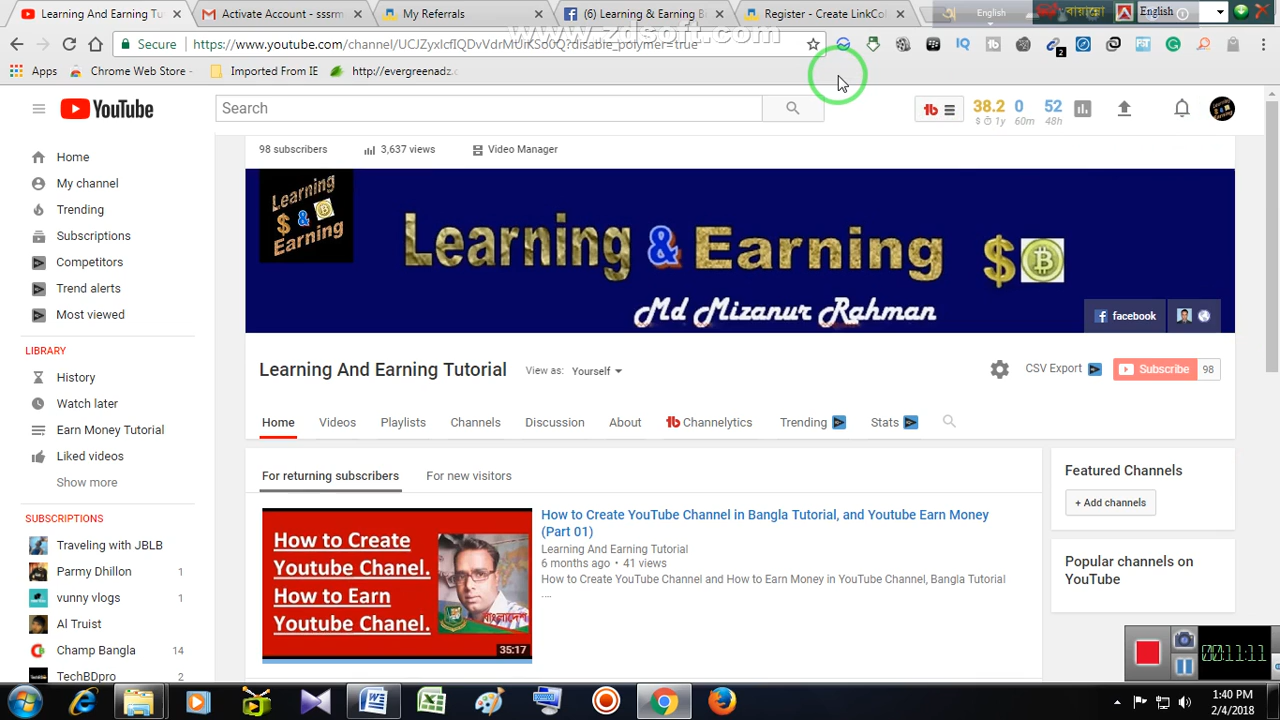 Learning And Earning Tu
Activate Account - sssrm
My Referrals
(6) Learning & Earning B
Register - Create LinkCol
English
English
Secure
www.zdsoft.com
Apps
Chrome Web Store -
Imported From IE
http://evergreenadz.c
YouTube
Search
38.2 0 52
$ 1y 60m 48h
98 subscribers 3,637 views Video Manager
Home
My channel
Trending
Subscriptions
Competitors
Trend alerts
Most viewed
LIBRARY
History
Watch later
Earn Money Tutorial
Liked videos
Show more
SUBSCRIPTIONS
Traveling with JBLB
Parmy Dhillon 1
vunny vlogs 1
Al Truist
Champ Bangla 14
TechBDpro 2
Learning
$ & B
Earning
Learning & Earning $ B
Md Mizanur Rahman
facebook
Learning And Earning Tutorial
View as: Yourself
CSV Export
Subscribe 98
Home Videos Playlists Channels Discussion About Channelytics Trending Stats
For returning subscribers For new visitors
How to Create
Youtube Chanel.
How to Earn
Youtube Chanel.
বাংলাদেশ
35:17
How to Create YouTube Channel in Bangla Tutorial, and Youtube Earn Money
(Part 01)
Learning And Earning Tutorial
6 months ago • 41 views
How to Create YouTube Channel and How to Earn Money in YouTube Channel, Bangla Tutorial
...
Featured Channels
+ Add channels
Popular channels on
YouTube
00:11:11
1:40 PM
2/4/2018